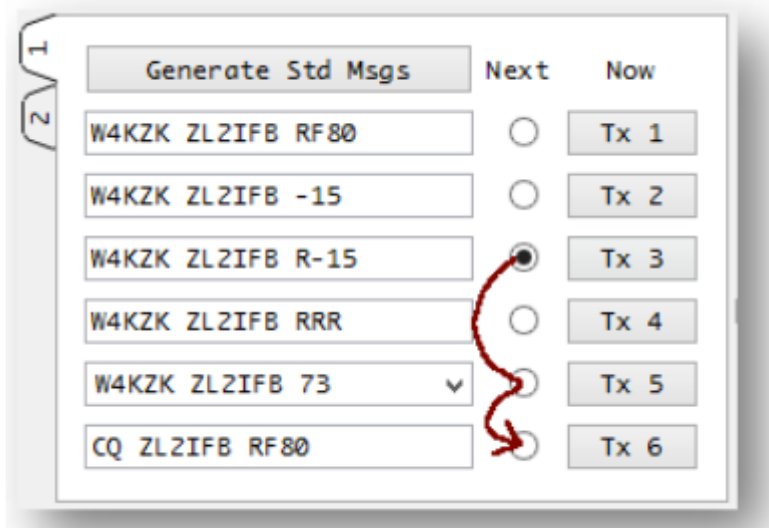 1
Generate Std Msgs Next Now
W4KZK ZL2IFB RF80 Tx 1
2
W4KZK ZL2IFB -15 Tx 2
W4KZK ZL2IFB R-15 Tx 3
W4KZK ZL2IFB RRR Tx 4
W4KZK ZL2IFB 73 Tx 5
CQ ZL2IFB RF80 Tx 6